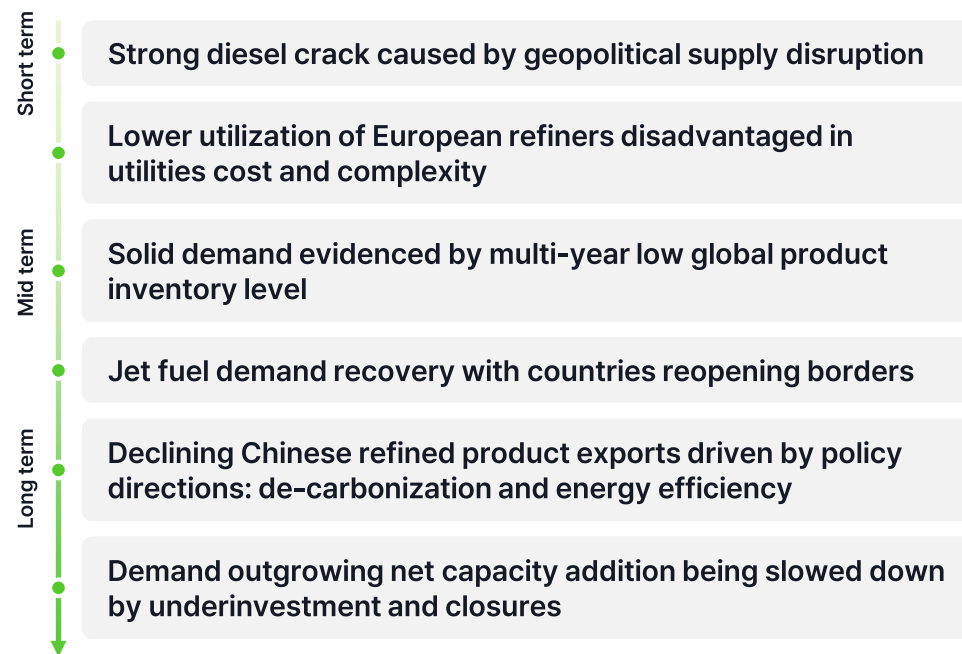 Short term
Strong diesel crack caused by geopolitical supply disruption
Lower utilization of European refiners disadvantaged in
utilities cost and complexity
Mid term
Solid demand evidenced by multi-year low global product
inventory level
Jet fuel demand recovery with countries reopening borders
Long term
Declining Chinese refined product exports driven by policy
directions: de-carbonization and energy efficiency
Demand outgrowing net capacity addition being slowed down
by underinvestment and closures